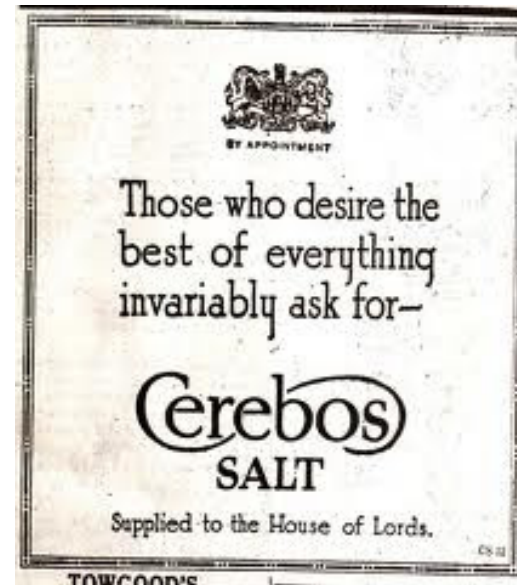 BY APPOINTMENT
Those who desire the
best of everything
invariably ask for—
Cerebos
SALT
Supplied to the House of Lords.
TOWGOOD'S